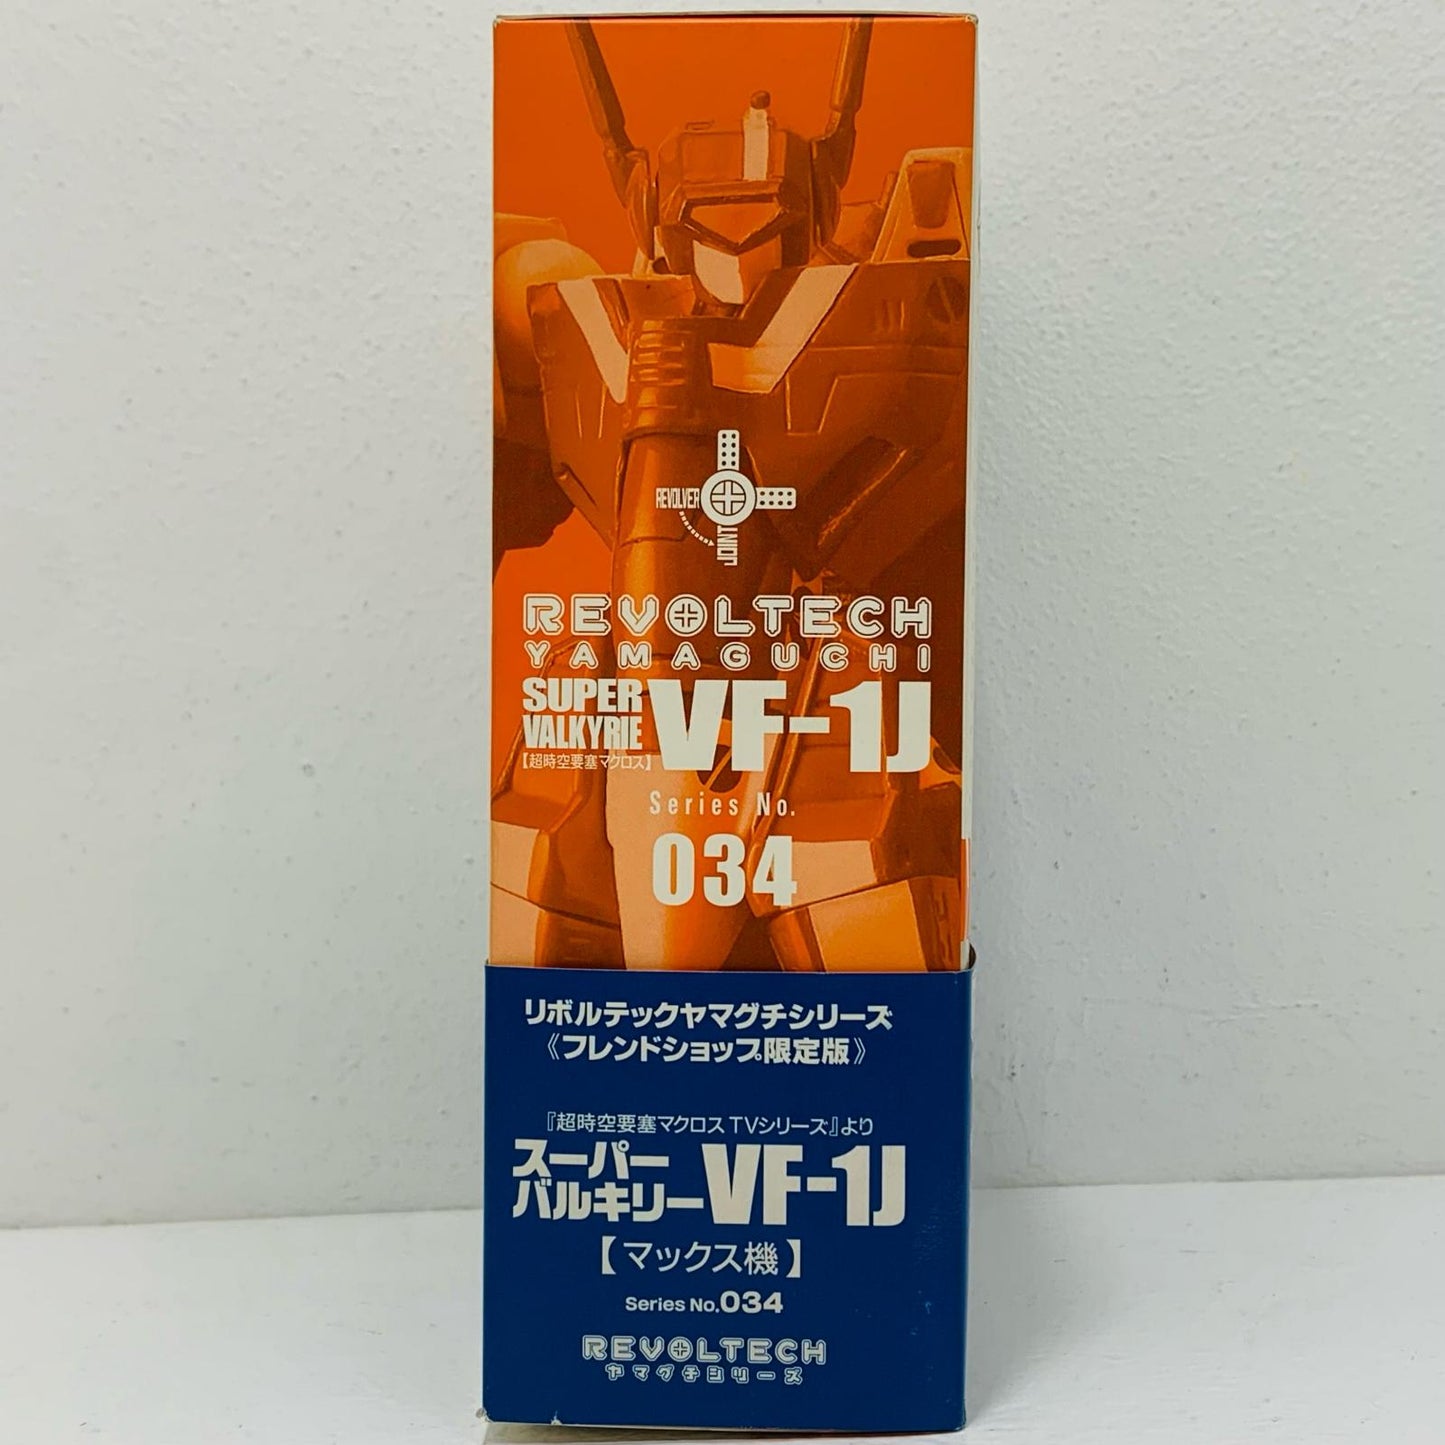 REVOLVER
JOINT
REVOLTECH
YAMAGUCHI
SUPER
VALKYRIE
VF-1J
【超時空要塞マクロス】
Series No.
034
リボルテックヤマグチシリーズ
《フレンドショップ限定版》
『超時空要塞マクロス TVシリーズ』より
スーパー
バルキリー
VF-1J
【マックス機】
Series No.034
REVOLTECH
ヤマグチシリーズ